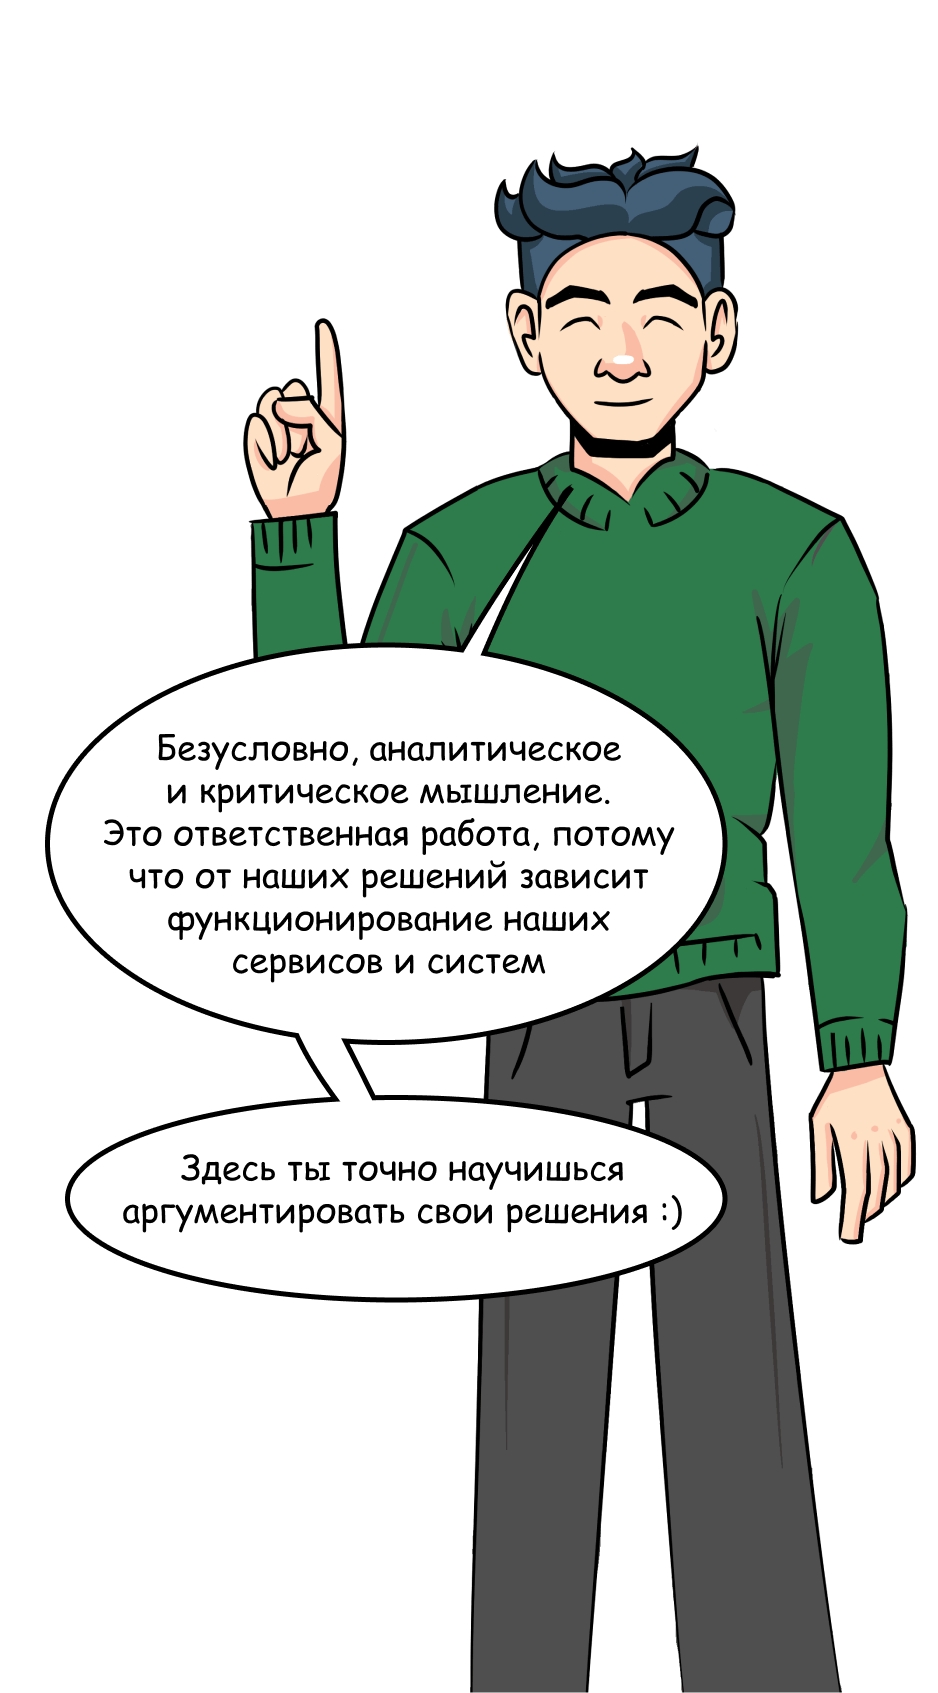 Безусловно, аналитическое
и критическое мышление.
Это ответственная работа, потому
что от наших решений зависит
функционирование наших
сервисов и систем
Здесь ты точно научишься
аргументировать свои решения :)